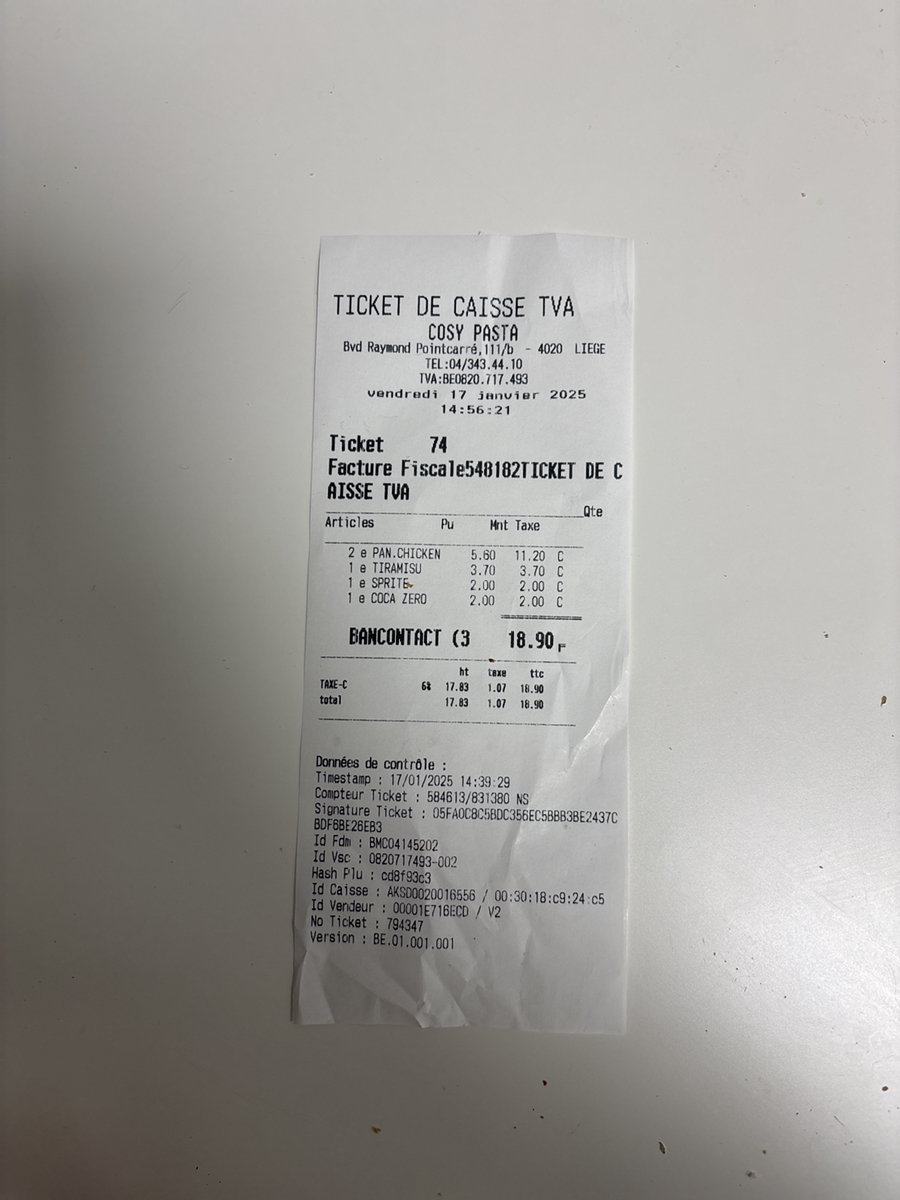 TICKET DE CAISSE TVA
COSY PASTA
Bvd Raymond Pointcarré,111/b - 4020 LIEGE
TEL:04/343.44.10
TVA:BE0820.717.493
vendredi 17 janvier 2025
14:56:21
Ticket 74
Facture Fiscale548182TICKET DE C
AISSE TVA
Qte
Articles Pu Mnt Taxe
2 e PAN.CHICKEN 5.60 11.20 C
1 e TIRAMISU 3.70 3.70 C
1 e SPRITE 2.00 2.00 C
1 e COCA ZERO 2.00 2.00 C
BANCONTACT (3 18.90
ht taxe ttc
TAXE-C 6% 17.83 1.07 18.90
total 17.83 1.07 18.90
Données de contrôle :
Timestamp : 17/01/2025 14:39:29
Compteur Ticket : 584613/831380 NS
Signature Ticket : 05FA0C8C5BDC356EC5BBB3BE2437C
BDF6BE26EB3
Id Fdm : BMC04145202
Id Vsc : 0820717493-002
Hash Plu : cd8f93c3
Id Caisse : AKSD0020016556 / 00:30:18:c9:24:c5
Id Vendeur : 00001E716ECD / V2
No Ticket : 794347
Version : BE.01.001.001